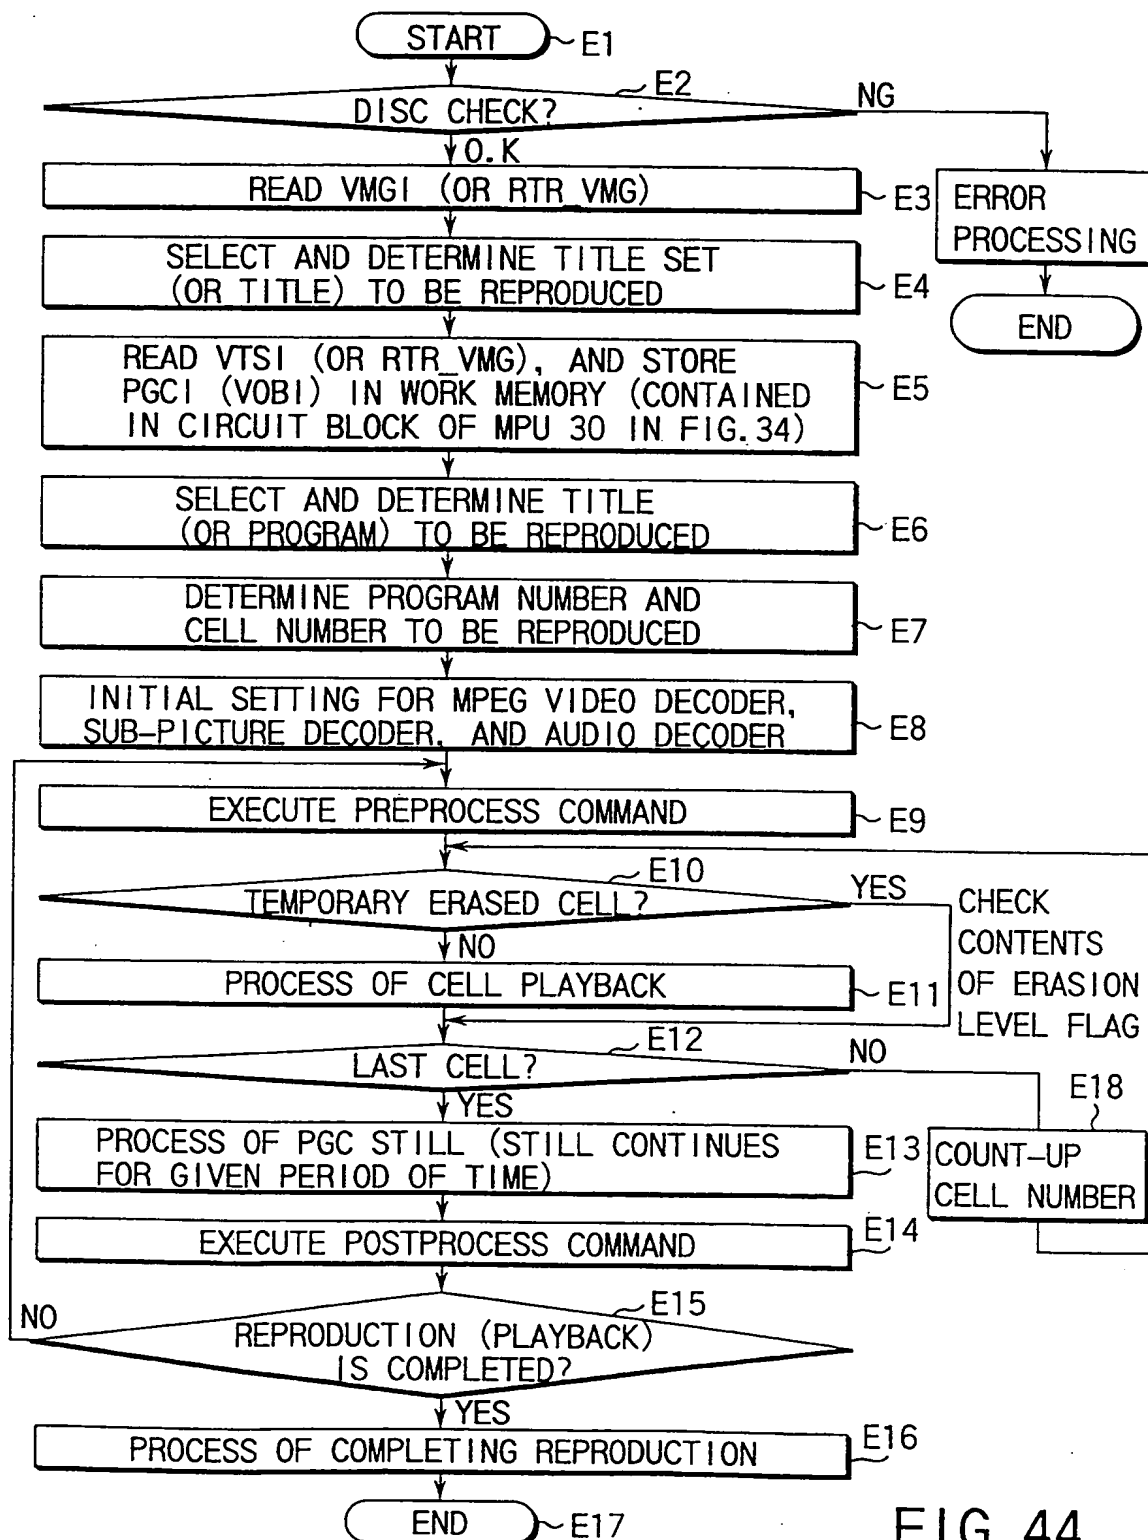 START
E1
E2
DISC CHECK?
NG
O.K
READ VMGI (OR RTR_VMG)
E3
ERROR
PROCESSING
SELECT AND DETERMINE TITLE SET
(OR TITLE) TO BE REPRODUCED
E4
END
READ VTSI (OR RTR_VMG), AND STORE
PGCI (VOBI) IN WORK MEMORY (CONTAINED
IN CIRCUIT BLOCK OF MPU 30 IN FIG.34)
E5
SELECT AND DETERMINE TITLE
(OR PROGRAM) TO BE REPRODUCED
E6
DETERMINE PROGRAM NUMBER AND
CELL NUMBER TO BE REPRODUCED
E7
INITIAL SETTING FOR MPEG VIDEO DECODER,
SUB-PICTURE DECODER, AND AUDIO DECODER
E8
EXECUTE PREPROCESS COMMAND
E9
E10
TEMPORARY ERASED CELL?
YES
CHECK
CONTENTS
OF ERASION
LEVEL FLAG
NO
PROCESS OF CELL PLAYBACK
E11
E12
LAST CELL?
NO
YES
E18
COUNT-UP
CELL NUMBER
PROCESS OF PGC STILL (STILL CONTINUES
FOR GIVEN PERIOD OF TIME)
E13
EXECUTE POSTPROCESS COMMAND
E14
E15
NO
REPRODUCTION (PLAYBACK)
IS COMPLETED?
YES
PROCESS OF COMPLETING REPRODUCTION
E16
END
E17
FIG. 44